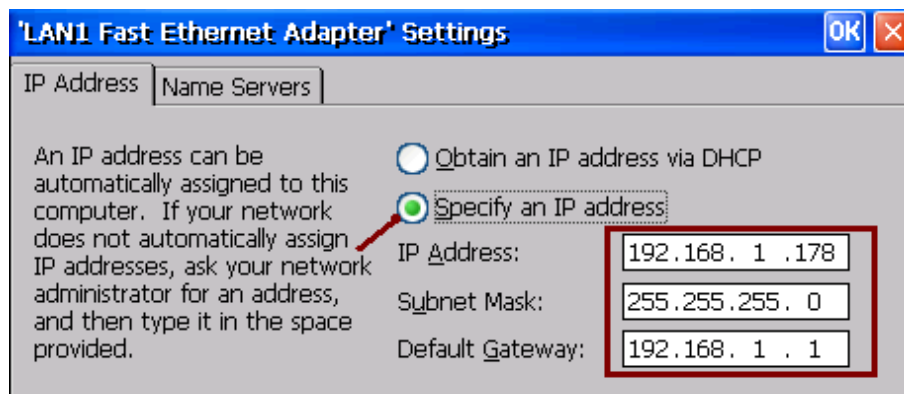 'LAN1 Fast Ethernet Adapter' Settings OK
IP Address Name Servers
An IP address can be
automatically assigned to this
computer. If your network
does not automatically assign
IP addresses, ask your network
administrator for an address,
and then type it in the space
provided.
Obtain an IP address via DHCP
Specify an IP address
IP Address: 192.168. 1 .178
Subnet Mask: 255.255.255. 0
Default Gateway: 192.168. 1 . 1